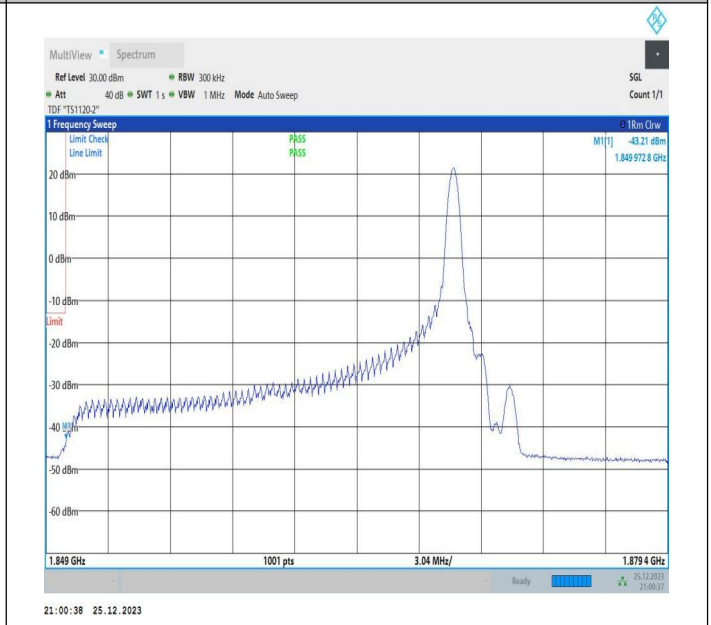 MultiView Spectrum
Ref Level 30.00 dBm RBW 300 kHz SGL
Att 40 dB SWT 1 s VBW 1 MHz Mode Auto Sweep Count 1/1
TDF "TS1120-2"
1 Frequency Sweep 1Rm Clrw
Limit Check PASS M1[1] -43.21 dBm
Line Limit PASS 1.849 972 8 GHz
20 dBm
10 dBm
0 dBm
-10 dBm
Limit
-20 dBm
-30 dBm
-40 dBm
M1
-50 dBm
-60 dBm
1.849 GHz 1001 pts 3.04 MHz/ 1.879 4 GHz
Ready 25.12.2023
21:00:37
21:00:38 25.12.2023